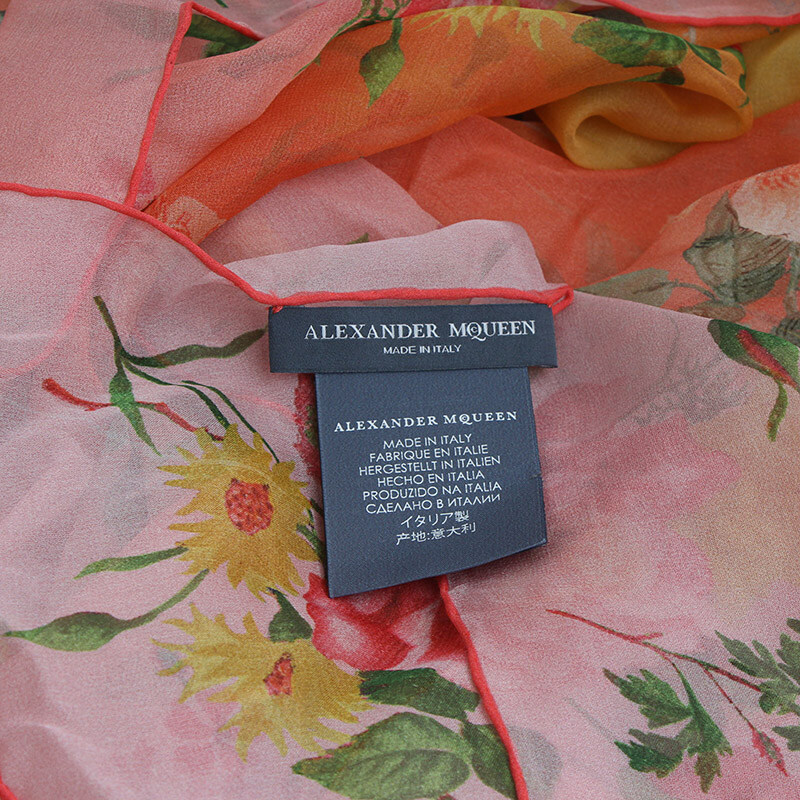 ALEXANDER MCQUEEN
MADE IN ITALY
ALEXANDER MCQUEEN
MADE IN ITALY
FABRIQUE EN ITALIE
HERGESTELLT IN ITALIEN
HECHO EN ITALIA
PRODUZIDO NA ITALIA
СДЕЛАНО В ИТАЛИИ
イタリア製
产地:意大利